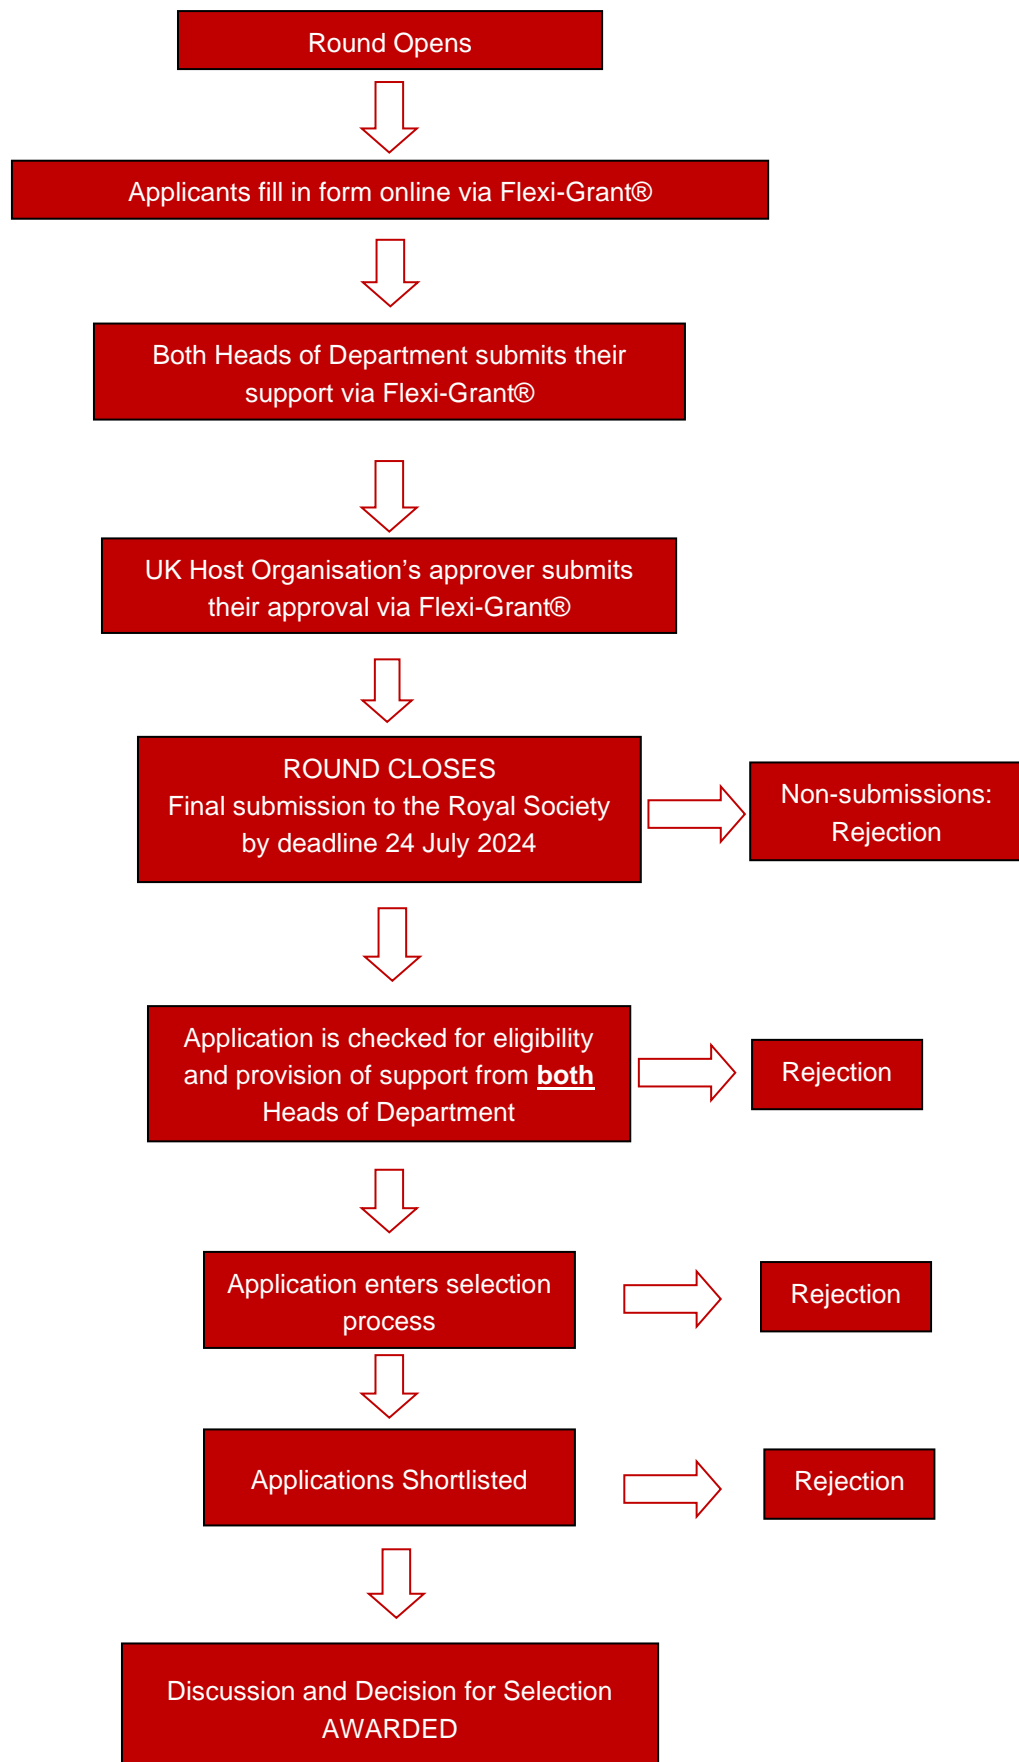 Round Opens
Applicants fill in form online via Flexi-Grant®
Both Heads of Department submits their
support via Flexi-Grant®
UK Host Organisation’s approver submits
their approval via Flexi-Grant®
ROUND CLOSES
Final submission to the Royal Society
by deadline 24 July 2024
Non-submissions:
Rejection
Application is checked for eligibility
and provision of support from both
Heads of Department
Rejection
Application enters selection
process
Rejection
Applications Shortlisted
Rejection
Discussion and Decision for Selection
AWARDED